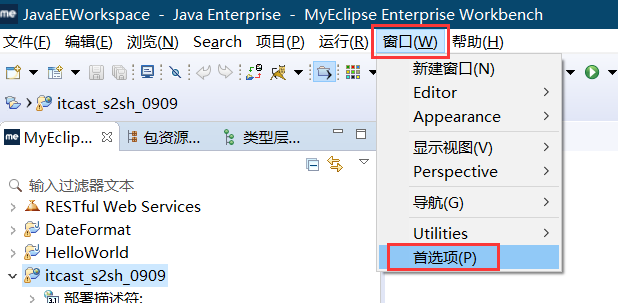 JavaEEWorkspace - Java Enterprise - MyEclipse Enterprise Workbench
文件(F) 编辑(E) 浏览(N) Search 项目(P) 运行(R) 窗口(W) 帮助(H)
新建窗口(N)
Editor
Appearance
显示视图(V)
Perspective
导航(G)
Utilities
首选项(P)
itcast_s2sh_0909
me MyEclip... 包资源... 类型层...
输入过滤器文本
RESTful Web Services
DateFormat
HelloWorld
itcast_s2sh_0909
部署描述符: